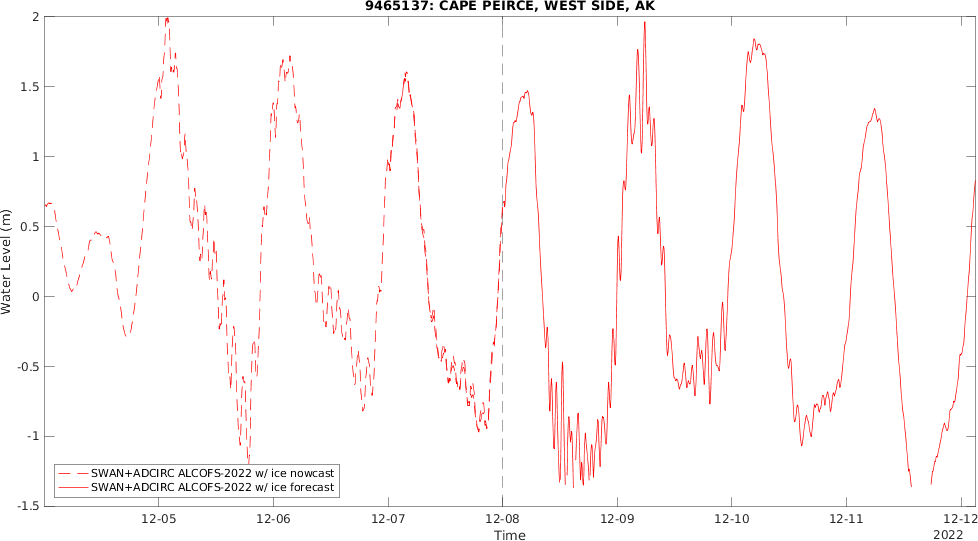 9465137: CAPE PEIRCE, WEST SIDE, AK
Water Level (m)
2
1.5
1
0.5
0
-0.5
-1
-1.5
SWAN+ADCIRC ALCOFS-2022 w/ ice nowcast
SWAN+ADCIRC ALCOFS-2022 w/ ice forecast
12-05 12-06 12-07 12-08 12-09 12-10 12-11 12-12
Time
2022